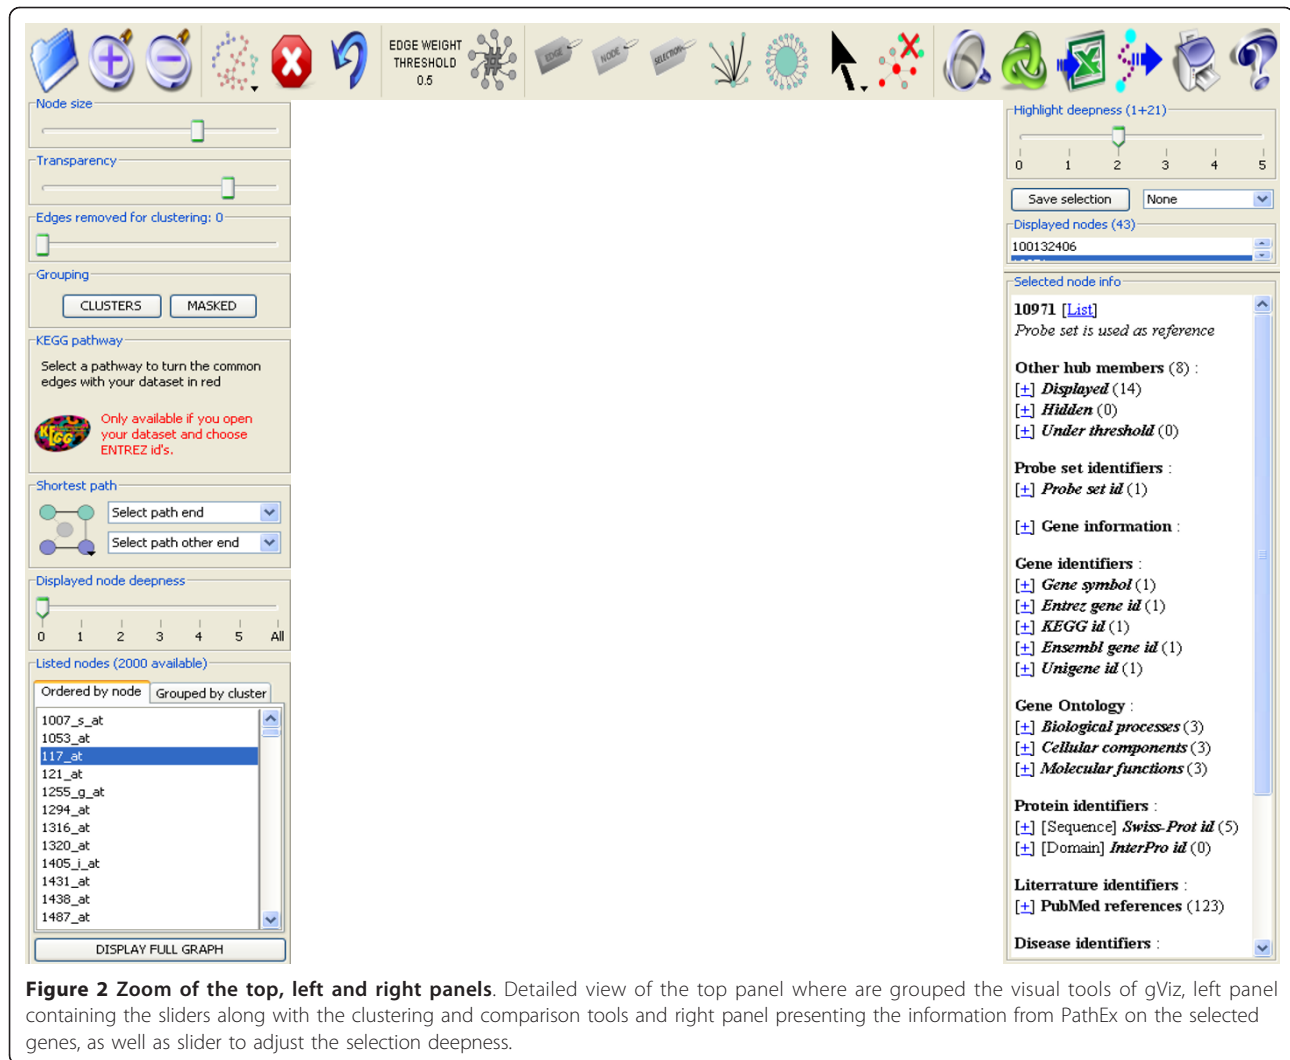 EDGE WEIGHT
THRESHOLD
0.5
EDGE
NODE
SELECTION
Node size
Transparency
Edges removed for clustering: 0
Grouping
CLUSTERS MASKED
KEGG pathway
Select a pathway to turn the common
edges with your dataset in red
KEGG
Only available if you open
your dataset and choose
ENTREZ id's.
Shortest path
Select path end
Select path other end
Displayed node deepness
0 1 2 3 4 5 All
Listed nodes (2000 available)
Ordered by node Grouped by cluster
1007_s_at
1053_at
117_at
121_at
1255_g_at
1294_at
1316_at
1320_at
1405_i_at
1431_at
1438_at
1487_at
DISPLAY FULL GRAPH
Highlight deepness (1+21)
0 1 2 3 4 5
Save selection None
Displayed nodes (43)
100132406
Selected node info
10971 [List]
Probe set is used as reference
Other hub members (8) :
[+] Displayed (14)
[+] Hidden (0)
[+] Under threshold (0)
Probe set identifiers :
[+] Probe set id (1)
[+] Gene information :
Gene identifiers :
[+] Gene symbol (1)
[+] Entrez gene id (1)
[+] KEGG id (1)
[+] Ensembl gene id (1)
[+] Unigene id (1)
Gene Ontology :
[+] Biological processes (3)
[+] Cellular components (3)
[+] Molecular functions (3)
Protein identifiers :
[+] [Sequence] Swiss-Prot id (5)
[+] [Domain] InterPro id (0)
Literrature identifiers :
[+] PubMed references (123)
Disease identifiers :
Figure 2 Zoom of the top, left and right panels. Detailed view of the top panel where are grouped the visual tools of gViz, left panel
containing the sliders along with the clustering and comparison tools and right panel presenting the information from PathEx on the selected
genes, as well as slider to adjust the selection deepness.